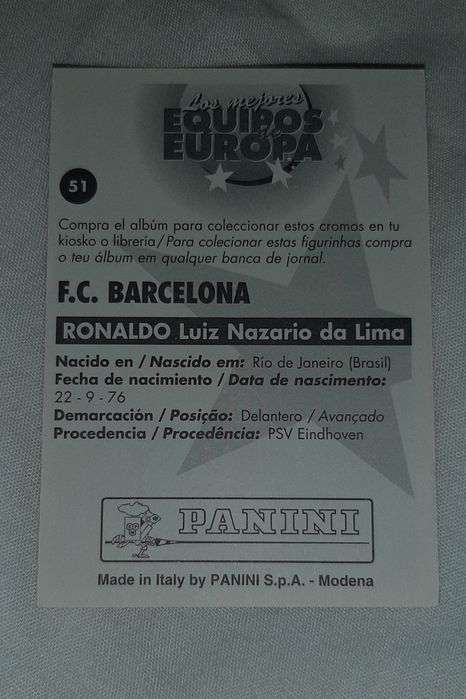 Los mejores
EQUIPOS
de
EUROPA
51
Compra el albúm para coleccionar estos cromos en tu
kiosko o librería/Para colecionar estas figurinhas compra
o teu álbum em qualquer banca de jornal.
F.C. BARCELONA
RONALDO Luiz Nazario da Lima
Nacido en / Nascido em: Río de Janeiro (Brasil)
Fecha de nacimiento / Data de nascimento:
22 - 9 - 76
Demarcación / Posição: Delantero / Avançado
Procedencia / Procedência: PSV Eindhoven
PANINI
Made in Italy by PANINI S.p.A. - Modena